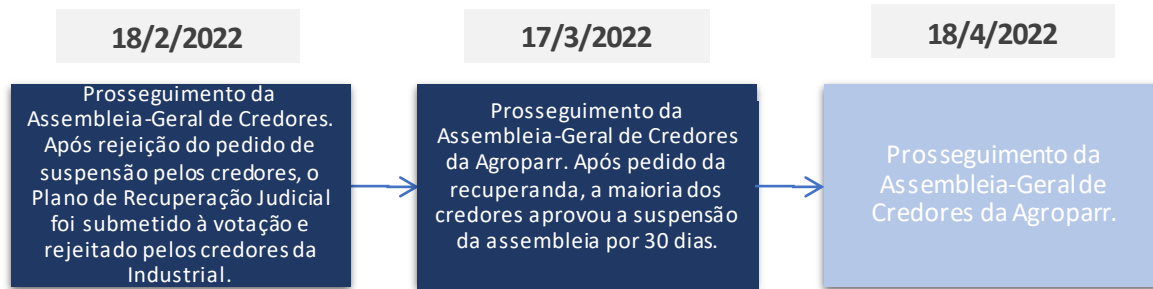 18/2/2022
Prosseguimento da
Assembleia-Geral de Credores.
Após rejeição do pedido de
suspensão pelos credores, o
Plano de Recuperação Judicial
foi submetido à votação e
rejeitado pelos credores da
Industrial.
17/3/2022
Prosseguimento da
Assembleia-Geral de Credores
da Agroparr. Após pedido da
recuperanda, a maioria dos
credores aprovou a suspensão
da assembleia por 30 dias.
18/4/2022
Prosseguimento da
Assembleia-Geral de
Credores da Agroparr.